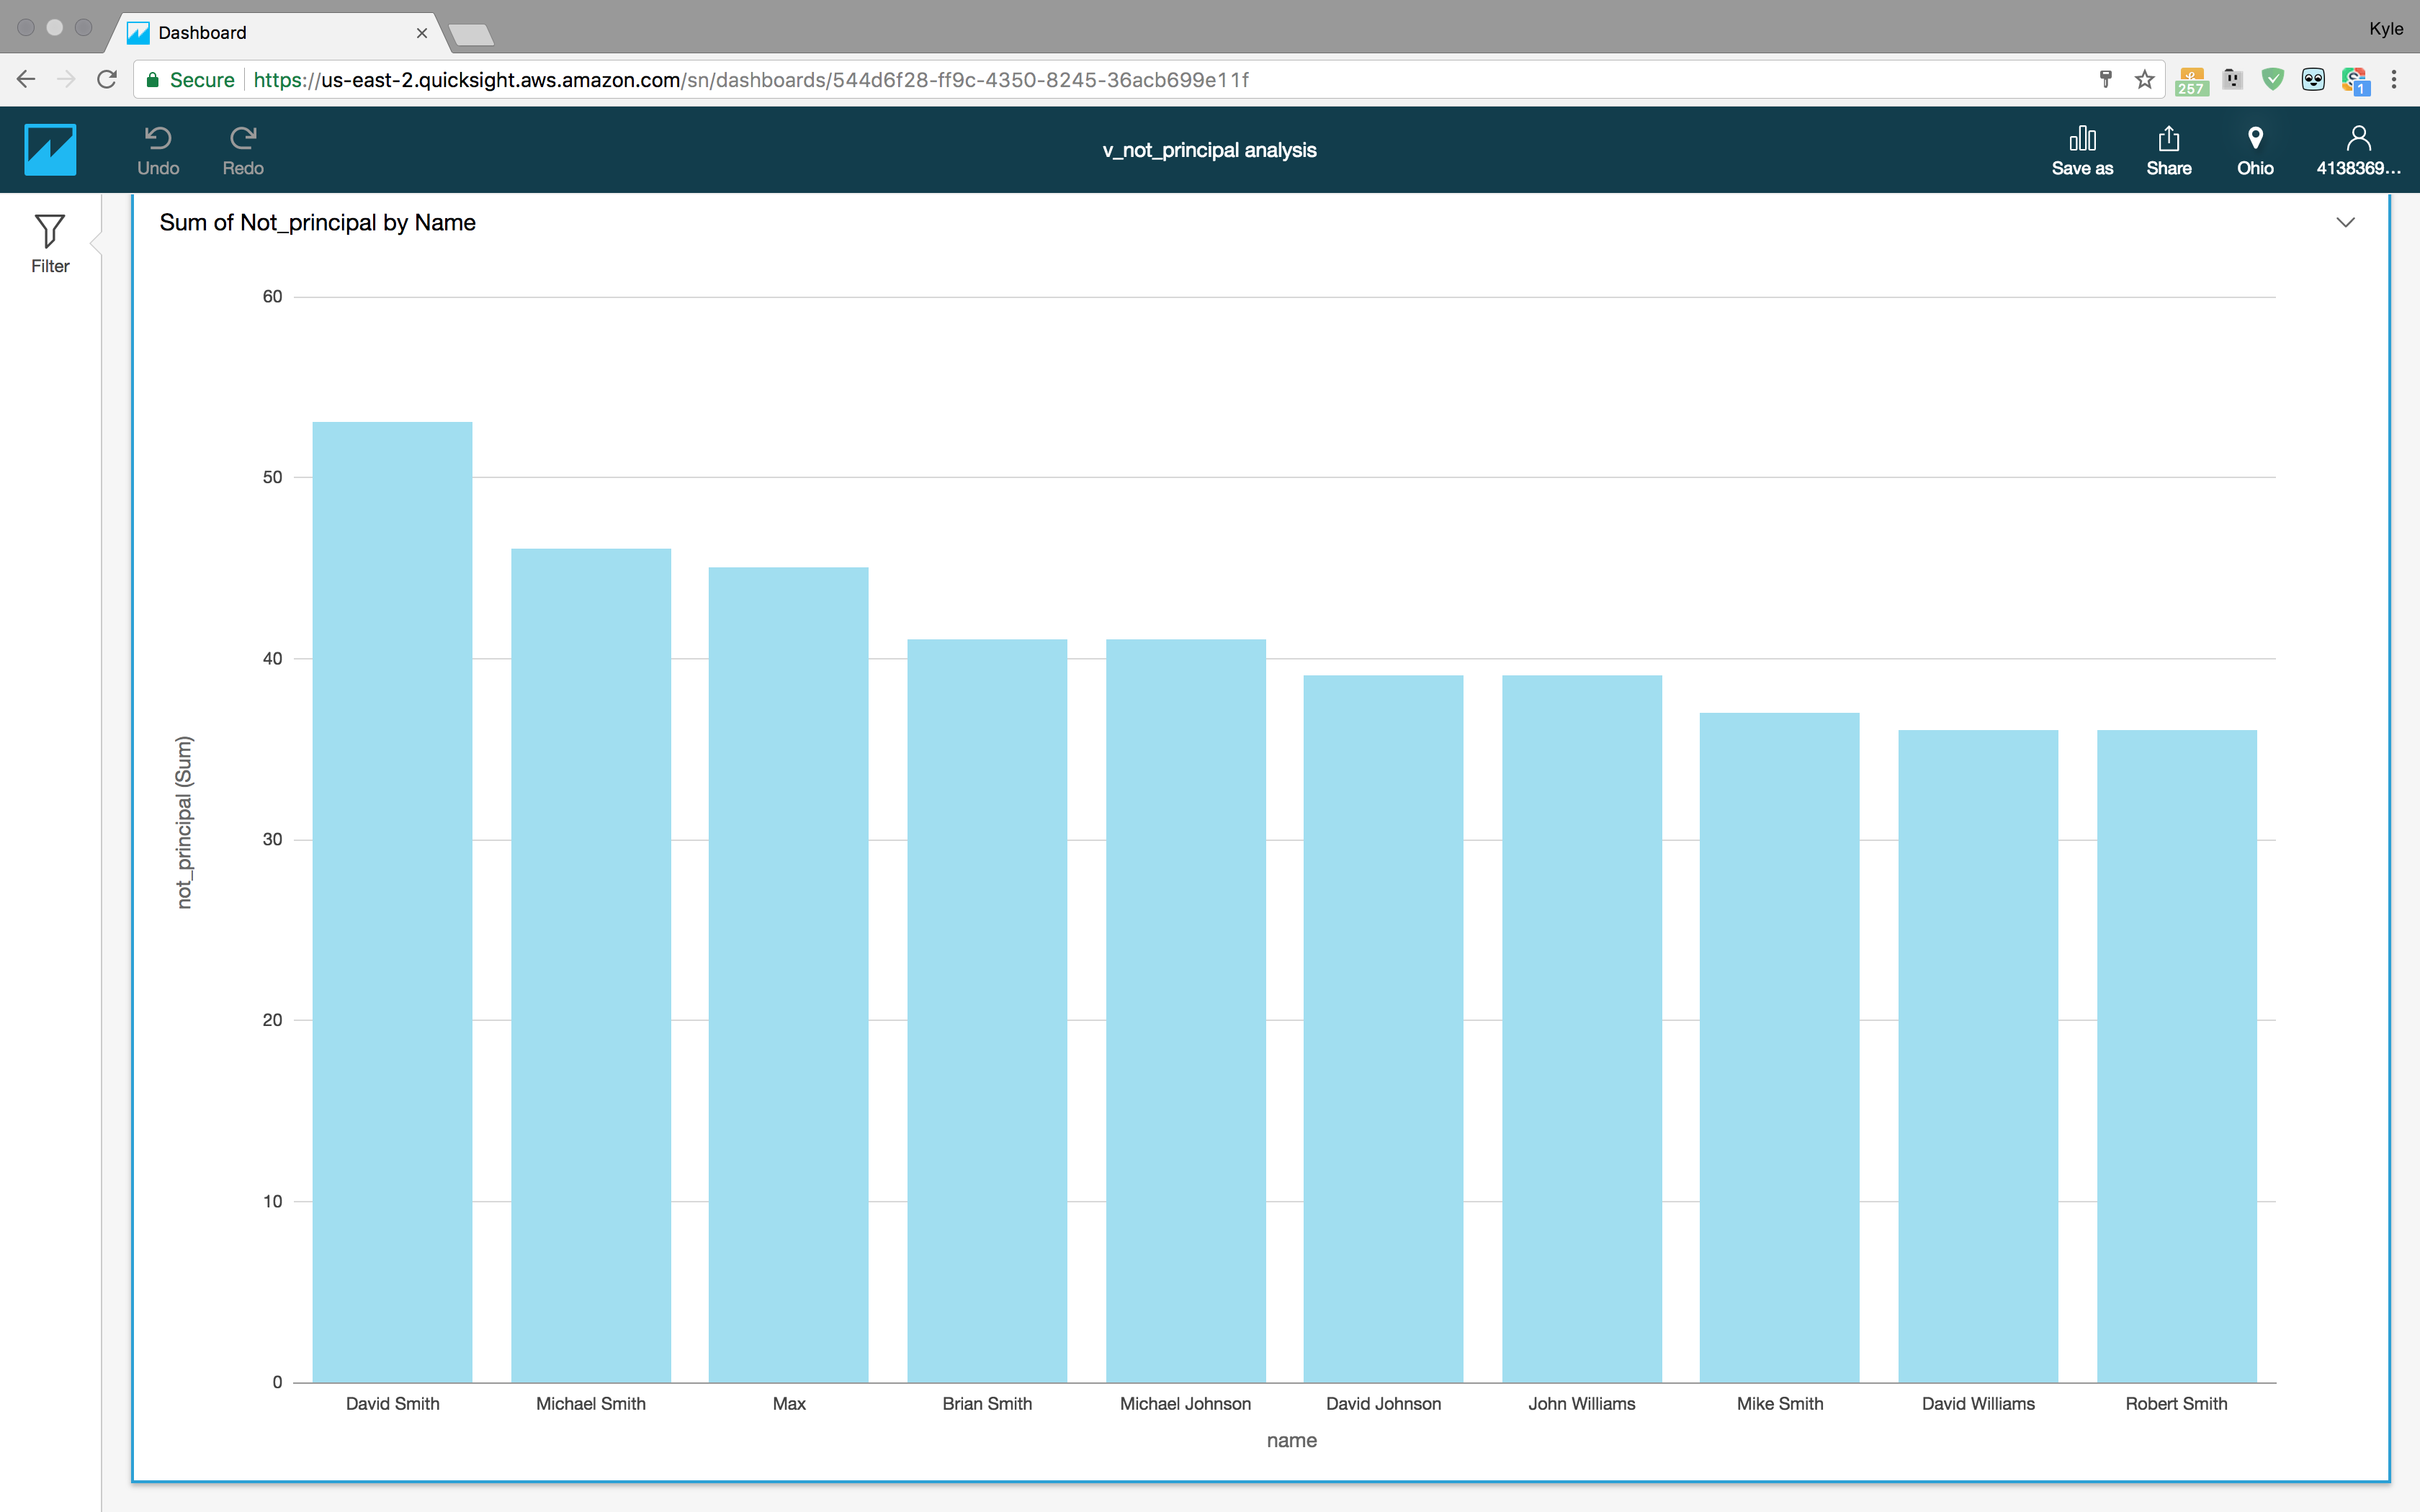 Dashboard
Kyle
Secure https://us-east-2.quicksight.aws.amazon.com/sn/dashboards/544d6f28-ff9c-4350-8245-36acb699e11f
257
1
Undo
Redo
v_not_principal analysis
Save as
Share
Ohio
4138369...
Filter
Sum of Not_principal by Name
60
50
40
30
20
10
0
not_principal (Sum)
David Smith
Michael Smith
Max
Brian Smith
Michael Johnson
David Johnson
John Williams
Mike Smith
David Williams
Robert Smith
name